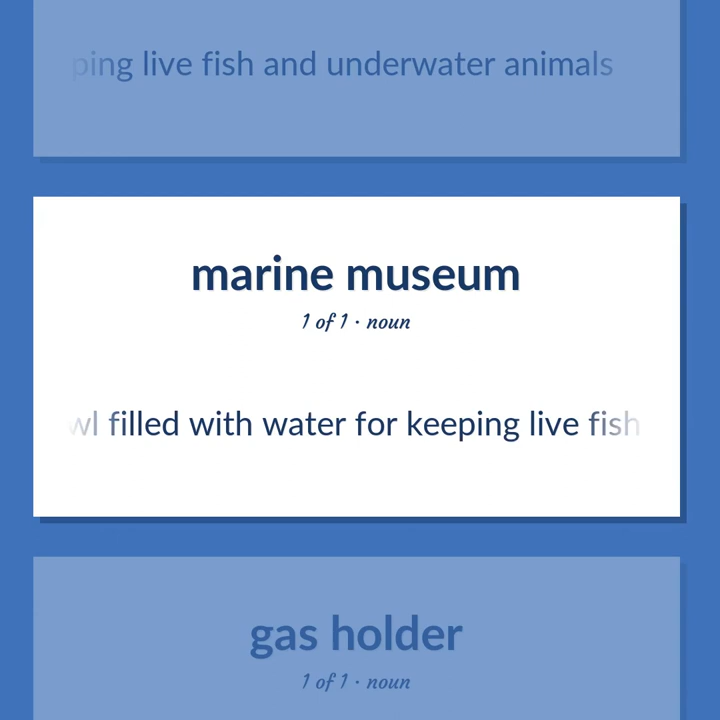 ping live fish and underwater animals
marine museum
1 of 1 · noun
wl filled with water for keeping live fish
gas holder
1 of 1 · noun